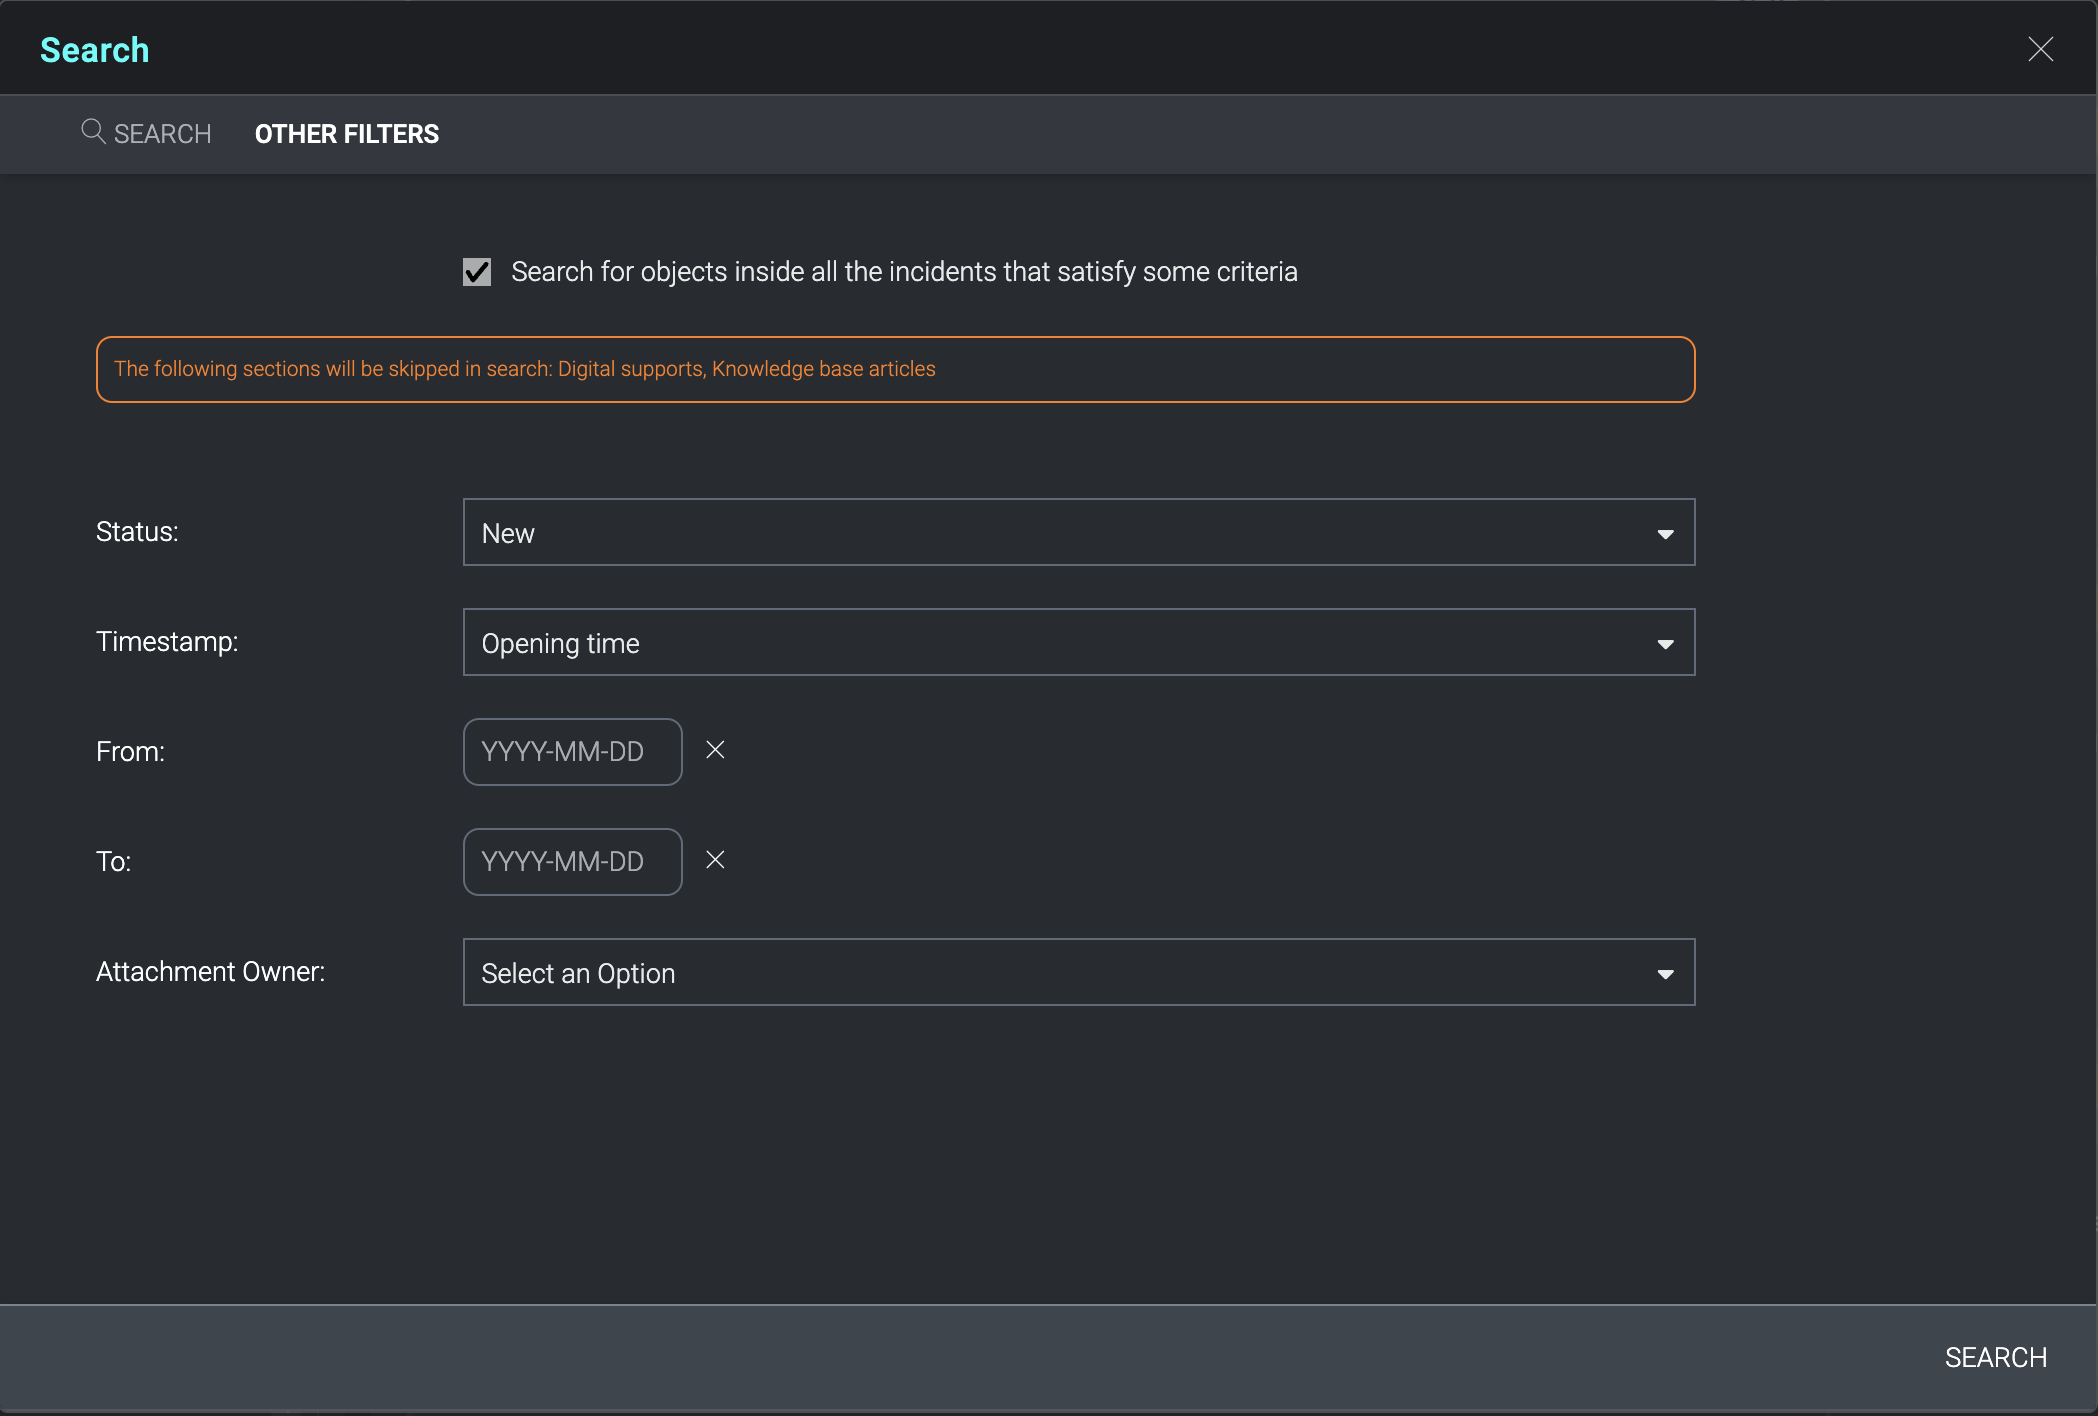 Search
SEARCH
OTHER FILTERS
Search for objects inside all the incidents that satisfy some criteria
The following sections will be skipped in search: Digital supports, Knowledge base articles
Status:
New
Timestamp:
Opening time
From:
YYYY-MM-DD
To:
YYYY-MM-DD
Attachment Owner:
Select an Option
SEARCH